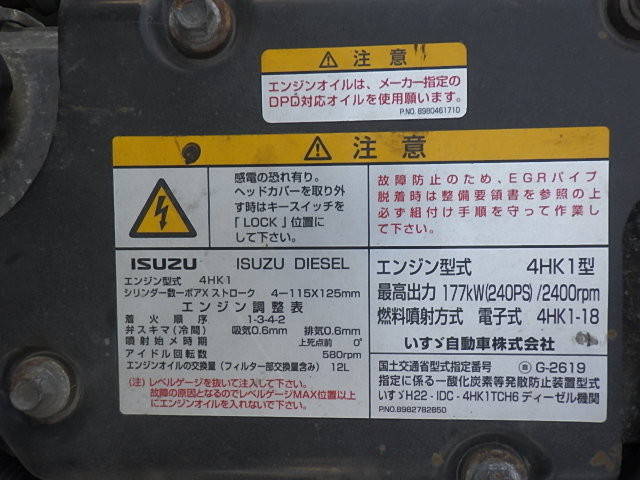 注意
エンジンオイルは、メーカー指定の
DPD対応オイルを使用願います。
P.NO. 8980461710
注意
感電の恐れ有り。
ヘッドカバーを取り外
す時はキースイッチを
「LOCK」位置に
して下さい。
故障防止のため、EGRパイプ
脱着時は整備要領書を参照の上
必ず組付け手順を守って作業し
て下さい。
ISUZU ISUZU DIESEL
エンジン型式 4HK1
シリンダ数ーボアX ストローク 4ー115X125mm
エンジン調整表
着火順序 1-3-4-2
弁スキマ(冷間) 吸気0.6mm 排気0.6mm
噴射始メ時期 上死点前 0°
アイドル回転数 580rpm
エンジンオイルの交換量(フィルター部交換量含み) 12L
(注)レベルゲージを抜いて注入して下さい。
故障の原因となるのでレベルゲージMAX位置以上
にエンジンオイルを入れないで下さい。
エンジン型式 4HK1型
最高出力 177kW(240PS)/2400rpm
燃料噴射方式 電子式 4HK1-18
いすゞ自動車株式会社
国土交通省型式指定番号 G-2619
指定に係る一酸化炭素等発散防止装置型式
いすゞH22-IDC-4HK1TCH6 ディーゼル機関
P.NO.8982782850